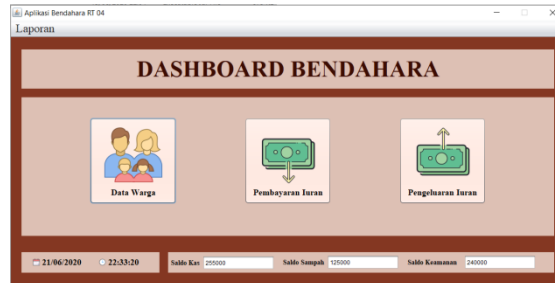 Aplikasi Bendahara RT 04
Laporan
DASHBOARD BENDAHARA
Data Warga
Pembayaran Iuran
Pengeluaran Iuran
21/06/2020 22:33:20 Saldo Kas 255000 Saldo Sampah 125000 Saldo Keamanan 240000